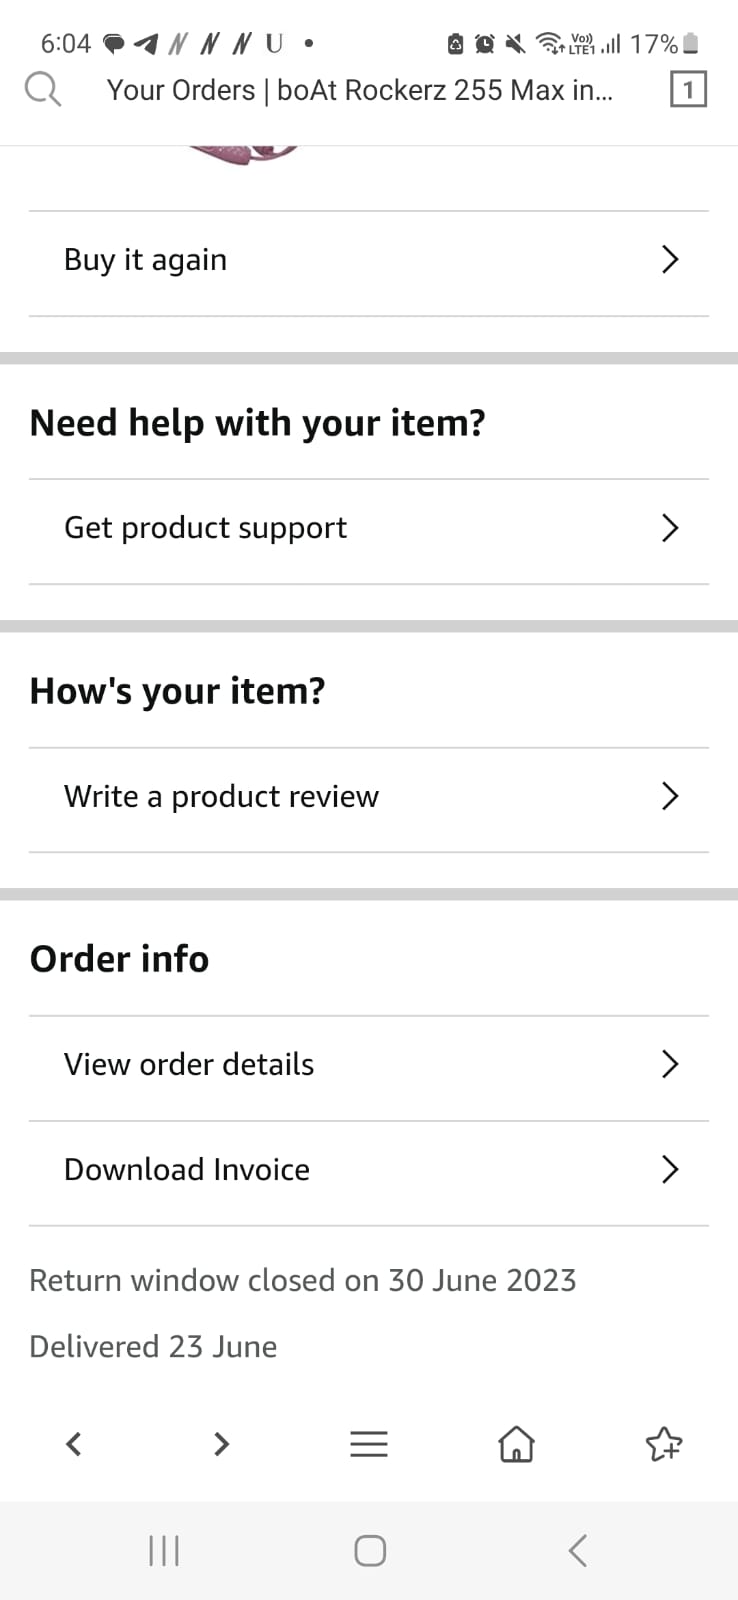 6:04 N N N U • Vo)) LTE1 17%
Your Orders | boAt Rockerz 255 Max in... 1
Buy it again
Need help with your item?
Get product support
How's your item?
Write a product review
Order info
View order details
Download Invoice
Return window closed on 30 June 2023
Delivered 23 June